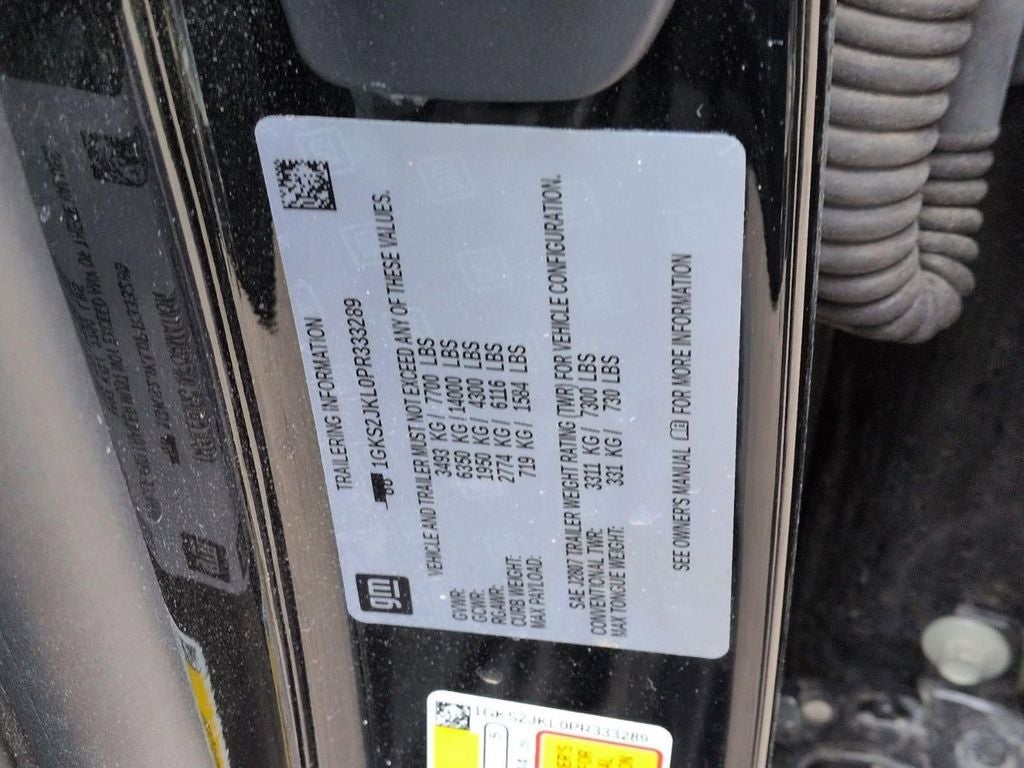 TRAILERING INFORMATION
gm
1GKS2JKL0PR333289
VEHICLE AND TRAILER MUST NOT EXCEED ANY OF THESE VALUES.
GVWR: 3493 KG / 7700 LBS
GCWR: 6350 KG / 14000 LBS
RGAWR: 1950 KG / 4300 LBS
CURB WEIGHT: 2774 KG / 6116 LBS
MAX PAYLOAD: 719 KG / 1584 LBS
SAE J2807 TRAILER WEIGHT RATING (TWR) FOR VEHICLE CONFIGURATION.
CONVENTIONAL TWR: 3311 KG / 7300 LBS
MAX TONGUE WEIGHT: 331 KG / 730 LBS
SEE OWNER'S MANUAL FOR MORE INFORMATION
1GKS2JKL0PR333289
5